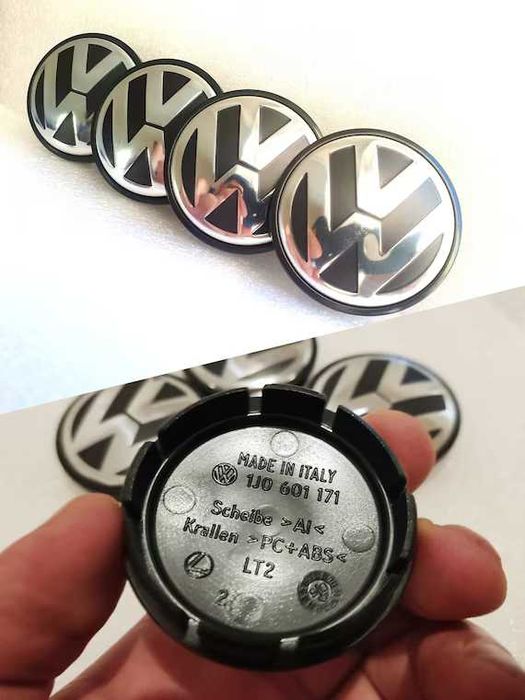 MADE IN ITALY
1J0 601 171
Scheibe >Al<
Krallen >PC+ABS<
LT2